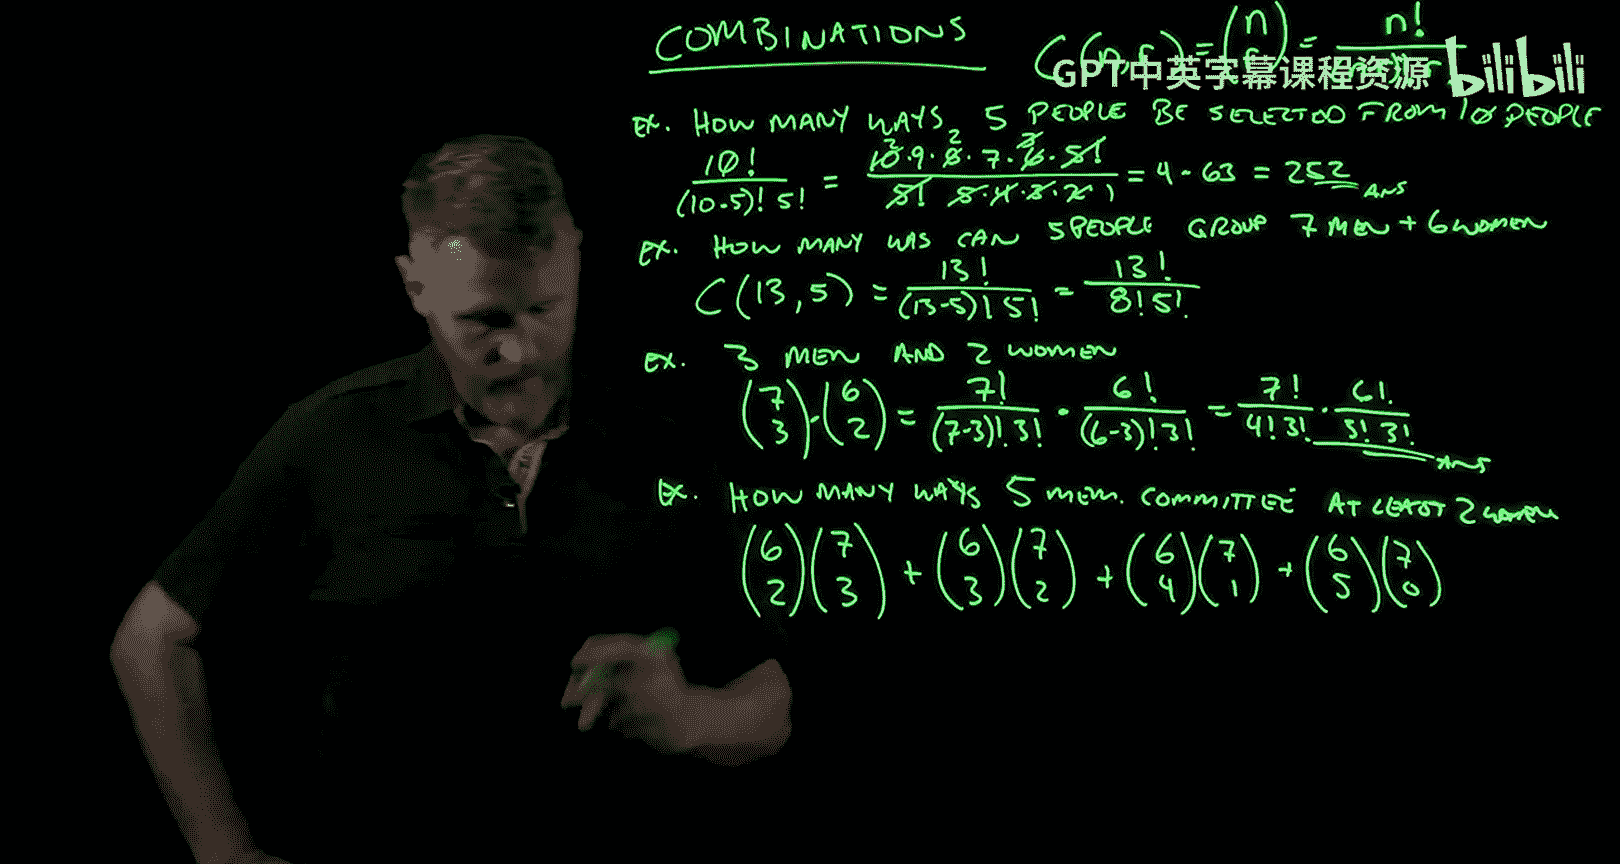 COMBINATIONS C(n,r) = (n r) = n!
GPT中英字幕课程资源 bilibili
EX. HOW MANY WAYS 5 PEOPLE BE SELECTED FROM 10 PEOPLE
10! / (10-5)! 5! = 10·9·8·7·6·5! / 5! 5·4·3·2·1 = 4·63 = 252 ANS
EX. HOW MANY WAS CAN 5 PEOPLE GROUP 7 MEN + 6 WOMEN
C(13,5) = 13! / (13-5)! 5! = 13! / 8! 5!
EX. 3 MEN AND 2 WOMEN
(7 3)·(6 2) = 7! / (7-3)! 3! · 6! / (6-3)! 3! = 7! / 4! 3! · 6! / 3! 3! ANS
EX. HOW MANY WAYS 5 MEM. COMMITTEE AT LEAST 2 WOMEN
(6 2)(7 3) + (6 3)(7 2) + (6 4)(7 1) + (6 5)(7 0)